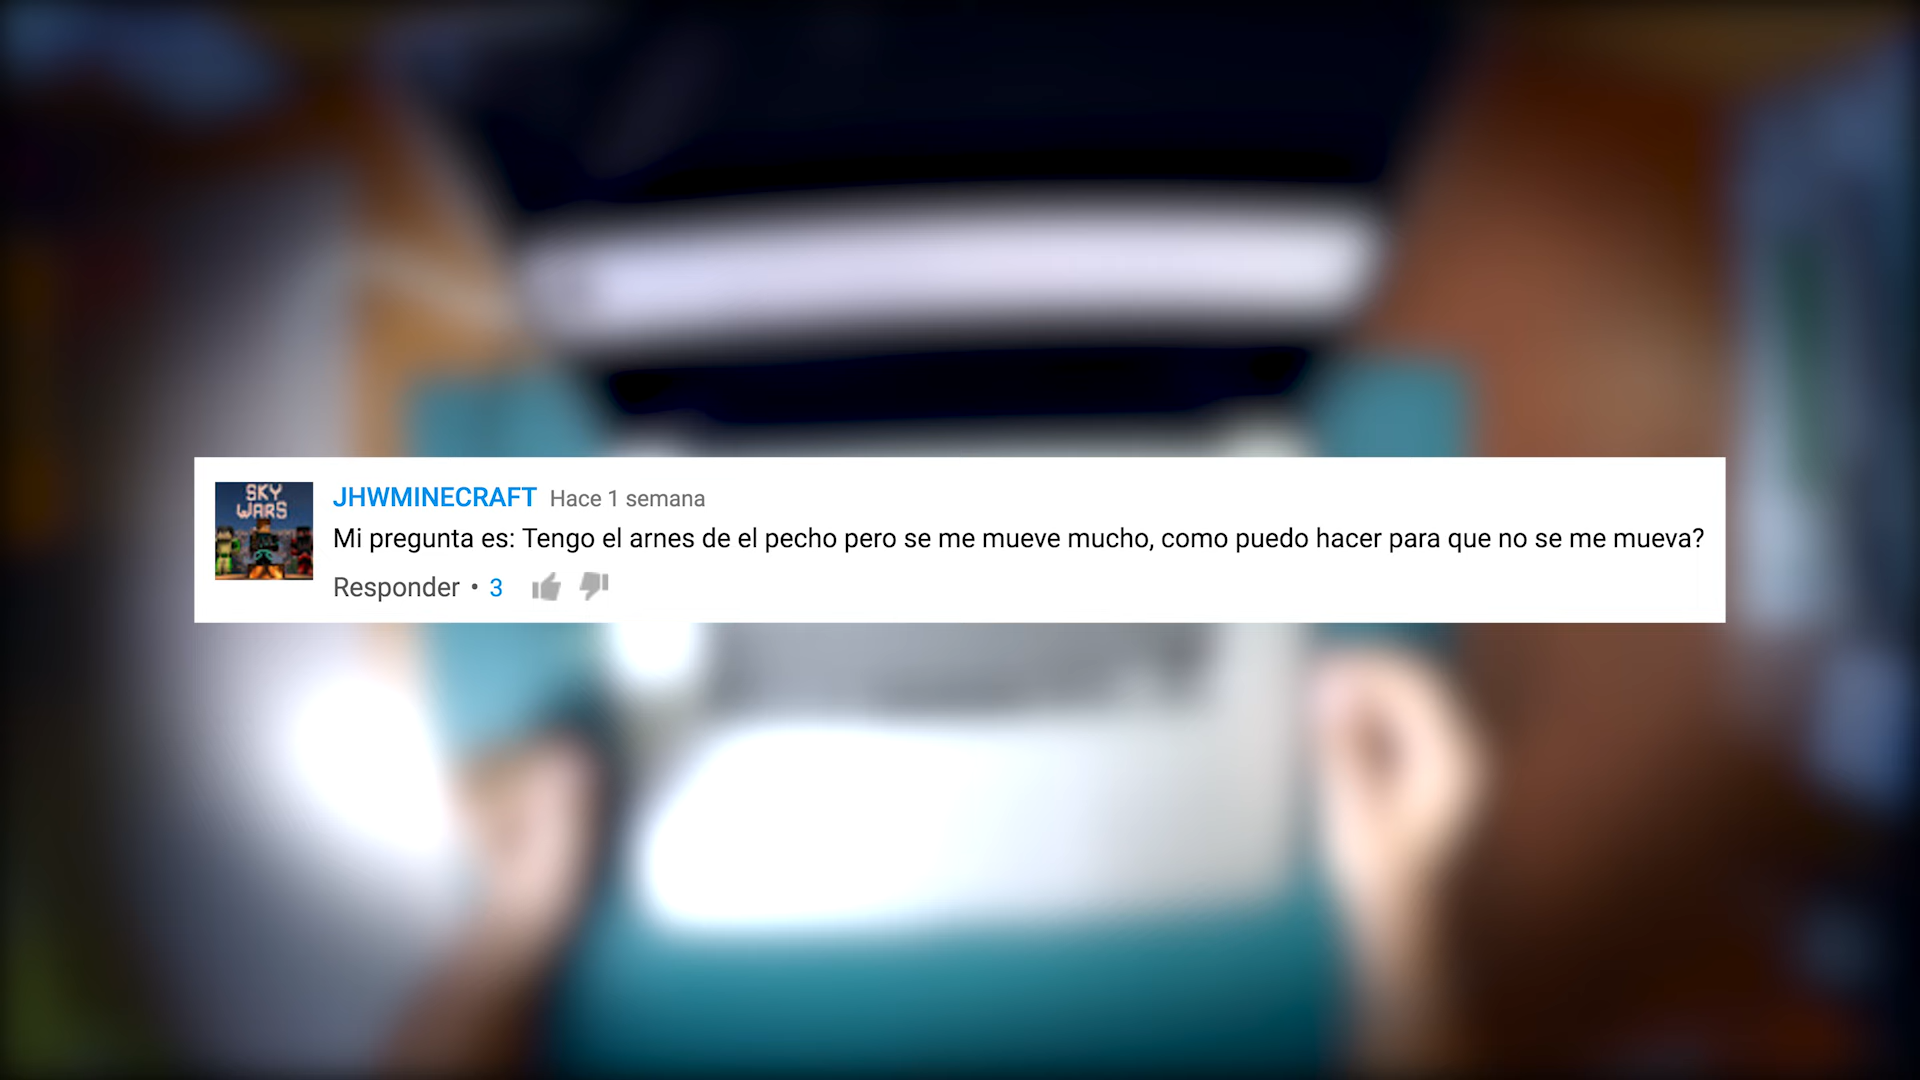 SKY
WARS
JHWMINECRAFT Hace 1 semana
Mi pregunta es: Tengo el arnes de el pecho pero se me mueve mucho, como puedo hacer para que no se me mueva?
Responder • 3